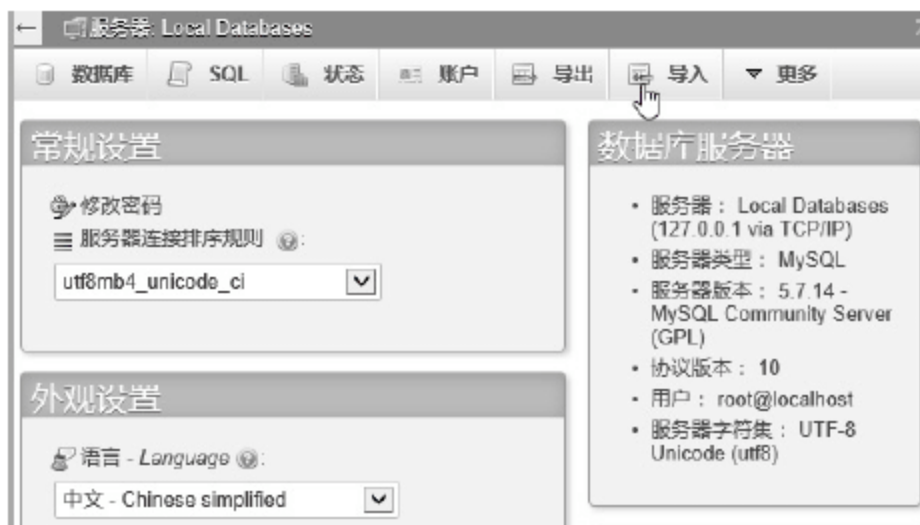 服务器: Local Databases
数据库 SQL 状态 账户 导出 导入 更多
常规设置
修改密码
服务器连接排序规则 :
utf8mb4_unicode_ci
外观设置
语言 - Language :
中文 - Chinese simplified
数据库服务器
• 服务器： Local Databases
(127.0.0.1 via TCP/IP)
• 服务器类型： MySQL
• 服务器版本： 5.7.14 -
MySQL Community Server
(GPL)
• 协议版本： 10
• 用户： root@localhost
• 服务器字符集： UTF-8
Unicode (utf8)